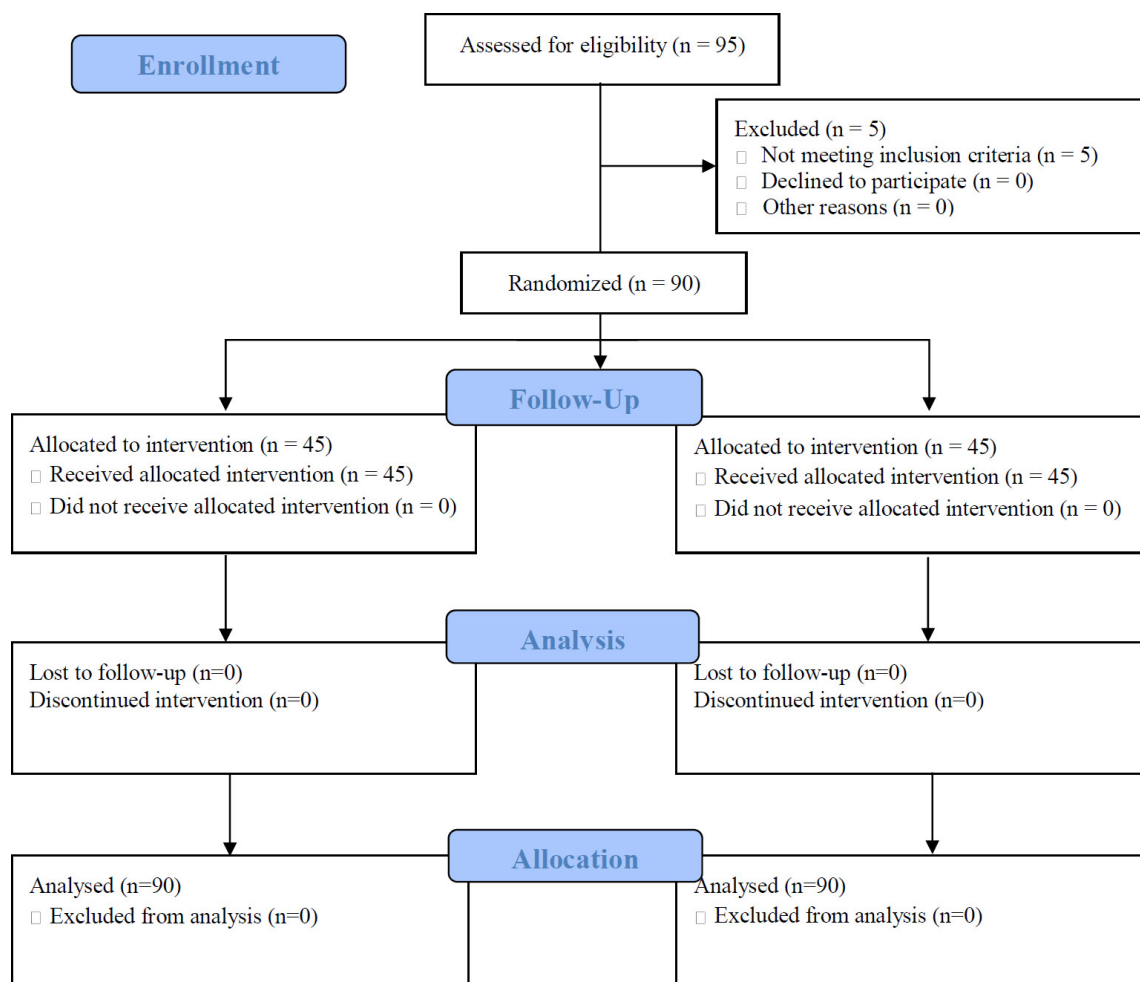 Enrollment
Assessed for eligibility (n = 95)
Excluded (n = 5)
□ Not meeting inclusion criteria (n = 5)
□ Declined to participate (n = 0)
□ Other reasons (n = 0)
Randomized (n = 90)
Follow-Up
Allocated to intervention (n = 45)
□ Received allocated intervention (n = 45)
□ Did not receive allocated intervention (n = 0)
Allocated to intervention (n = 45)
□ Received allocated intervention (n = 45)
□ Did not receive allocated intervention (n = 0)
Analysis
Lost to follow-up (n=0)
Discontinued intervention (n=0)
Lost to follow-up (n=0)
Discontinued intervention (n=0)
Allocation
Analysed (n=90)
□ Excluded from analysis (n=0)
Analysed (n=90)
□ Excluded from analysis (n=0)